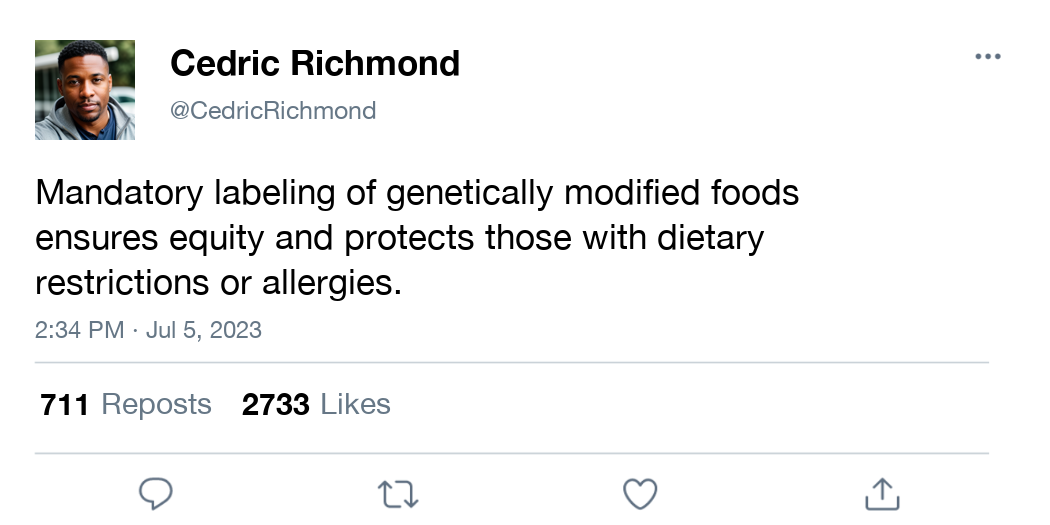 Cedric Richmond
@CedricRichmond
Mandatory labeling of genetically modified foods
ensures equity and protects those with dietary
restrictions or allergies.
2:34 PM · Jul 5, 2023
711 Reposts 2733 Likes